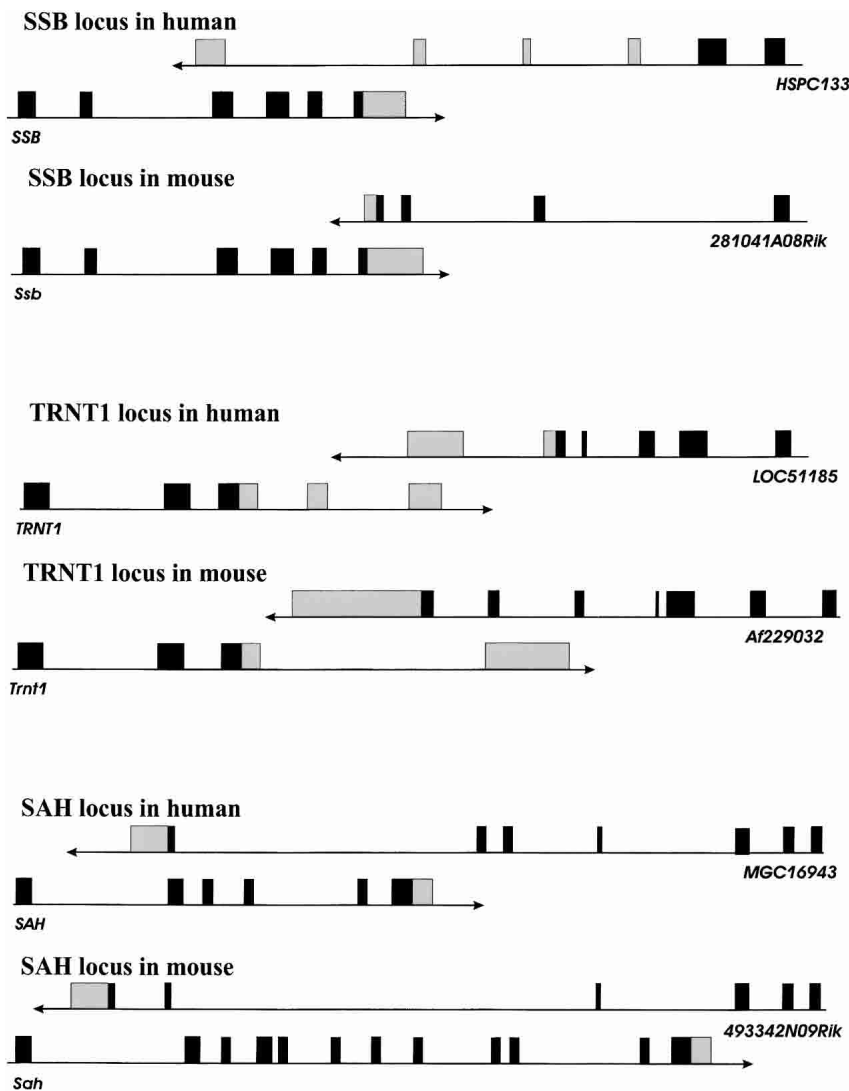 SSB locus in human
HSPC133
SSB
SSB locus in mouse
281041A08Rik
Ssb
TRNT1 locus in human
LOC51185
TRNT1
TRNT1 locus in mouse
Af229032
Trnt1
SAH locus in human
MGC16943
SAH
SAH locus in mouse
493342N09Rik
Sah